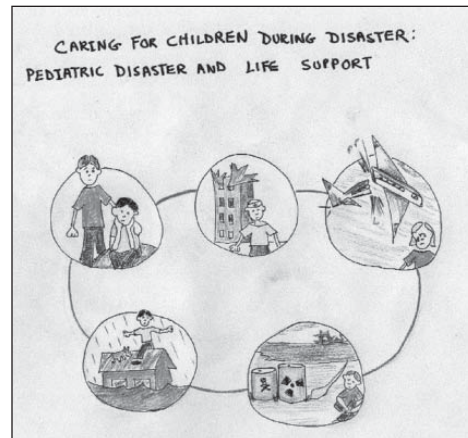 CARING FOR CHILDREN DURING DISASTER:
PEDIATRIC DISASTER AND LIFE SUPPORT